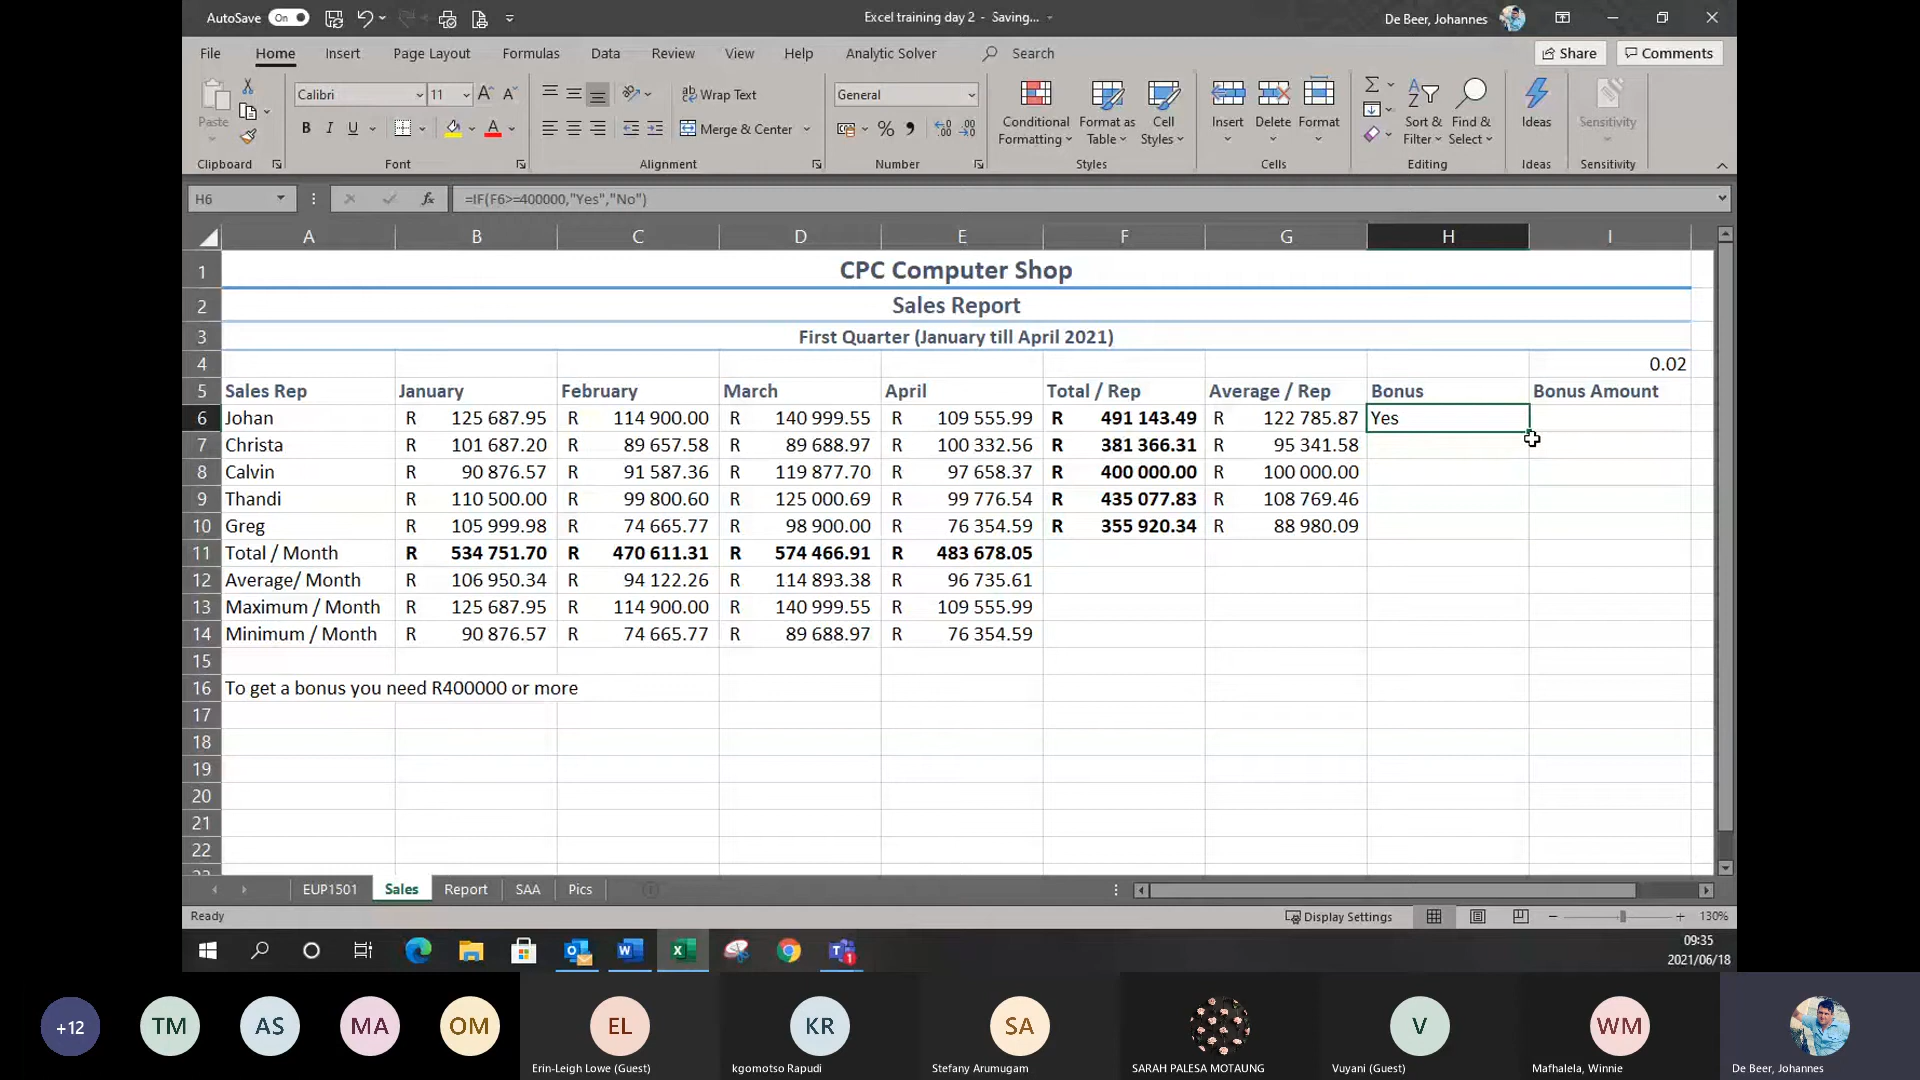 AutoSave On
Excel training day 2 - Saving...
De Beer, Johannes
File Home Insert Page Layout Formulas Data Review View Help Analytic Solver Search Share Comments
Paste
Calibri 11
Wrap Text
General
B I U
Merge & Center
Conditional Formatting
Format as Table
Cell Styles
Insert
Delete
Format
Sort & Filter
Find & Select
Ideas
Sensitivity
Clipboard Font Alignment Number Styles Cells Editing Ideas Sensitivity
H6 fx =IF(F6>=400000,"Yes","No")
A B C D E F G H I
1 CPC Computer Shop
2 Sales Report
3 First Quarter (January till April 2021)
4 0.02
5 Sales Rep January February March April Total / Rep Average / Rep Bonus Bonus Amount
6 Johan R 125 687.95 R 114 900.00 R 140 999.55 R 109 555.99 R 491 143.49 R 122 785.87 Yes
7 Christa R 101 687.20 R 89 657.58 R 89 688.97 R 100 332.56 R 381 366.31 R 95 341.58
8 Calvin R 90 876.57 R 91 587.36 R 119 877.70 R 97 658.37 R 400 000.00 R 100 000.00
9 Thandi R 110 500.00 R 99 800.60 R 125 000.69 R 99 776.54 R 435 077.83 R 108 769.46
10 Greg R 105 999.98 R 74 665.77 R 98 900.00 R 76 354.59 R 355 920.34 R 88 980.09
11 Total / Month R 534 751.70 R 470 611.31 R 574 466.91 R 483 678.05
12 Average/ Month R 106 950.34 R 94 122.26 R 114 893.38 R 96 735.61
13 Maximum / Month R 125 687.95 R 114 900.00 R 140 999.55 R 109 555.99
14 Minimum / Month R 90 876.57 R 74 665.77 R 89 688.97 R 76 354.59
15
16 To get a bonus you need R400000 or more
17
18
19
20
21
22
EUP1501 Sales Report SAA Pics
Ready
Display Settings
130%
09:35
2021/06/18
+12 TM AS MA OM EL KR SA V WM
Erin-Leigh Lowe (Guest) kgomotso Rapudi Stefany Arumugam SARAH PALESA MOTAUNG Vuyani (Guest) Mafhalela, Winnie De Beer, Johannes